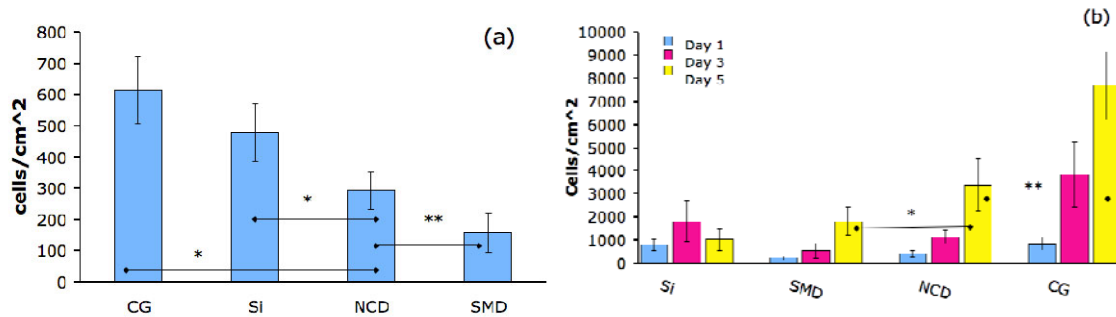 (a)
cells/cm^2
800
700
600
500
400
300
200
100
0
*
**
*
CG Si NCD SMD
(b)
Cells/cm^2
10000
9000
8000
7000
6000
5000
4000
3000
2000
1000
0
Day 1
Day 3
Day 5
*
**
Si SMD NCD CG